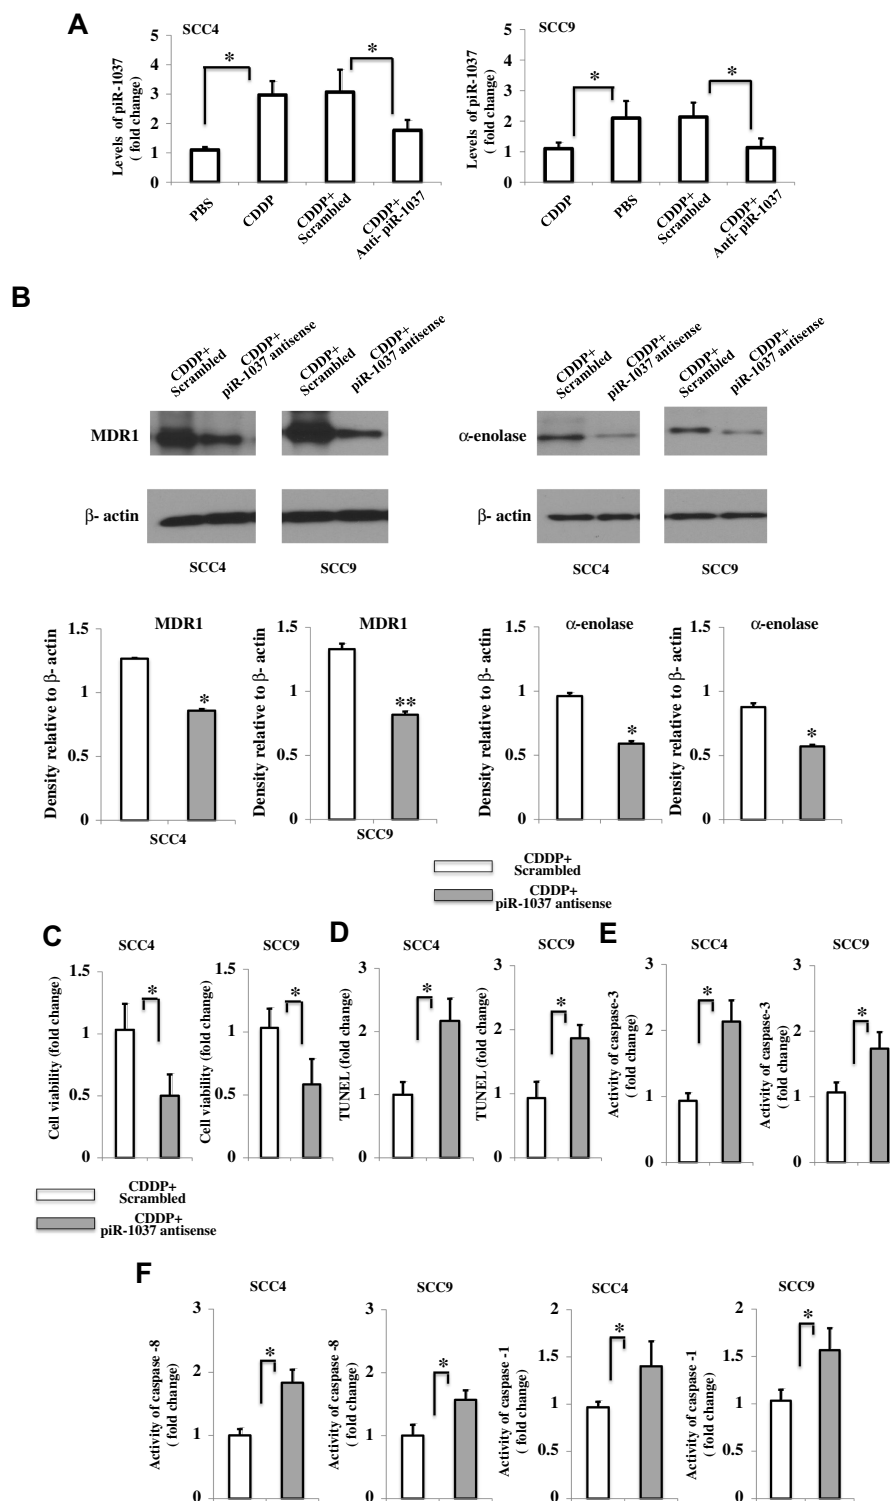 A
SCC4
Levels of piR-1037
( fold change)
5
4
3
2
1
0
*
*
PBS
CDDP
CDDP+
Scrambled
CDDP+
Anti- piR-1037
SCC9
Levels of piR-1037
( fold change)
5
4
3
2
1
0
*
*
CDDP
PBS
CDDP+
Scrambled
CDDP+
Anti- piR-1037
B
CDDP+
Scrambled
CDDP+
piR-1037 antisense
CDDP+
Scrambled
CDDP+
piR-1037 antisense
CDDP+
Scrambled
CDDP+
piR-1037 antisense
CDDP+
Scrambled
CDDP+
piR-1037 antisense
MDR1
α-enolase
β- actin
β- actin
SCC4
SCC9
SCC4
SCC9
MDR1
Density relative to β- actin
1.5
1
0.5
0
*
SCC4
MDR1
Density relative to β- actin
1.5
1
0.5
0
**
SCC9
α-enolase
Density relative to β- actin
1.5
1
0.5
0
*
α-enolase
Density relative to β- actin
1.5
1
0.5
0
*
CDDP+
Scrambled
CDDP+
piR-1037 antisense
C
SCC4
Cell viability (fold change)
1.5
1
0.5
0
*
SCC9
Cell viability (fold change)
1.5
1
0.5
0
*
CDDP+
Scrambled
CDDP+
piR-1037 antisense
D
SCC4
TUNEL (fold change)
3
2
1
0
*
SCC9
TUNEL (fold change)
3
2
1
0
*
E
SCC4
Activity of caspase-3
( fold change)
3
2
1
0
*
SCC9
Activity of caspase-3
( fold change)
3
2
1
0
*
F
SCC4
Activity of caspase -8
( fold change)
3
2
1
0
*
SCC9
Activity of caspase -8
( fold change)
3
2
1
0
*
SCC4
Activity of caspase -1
( fold change)
2
1.5
1
0.5
0
*
SCC9
Activity of caspase -1
( fold change)
2
1.5
1
0.5
0
*